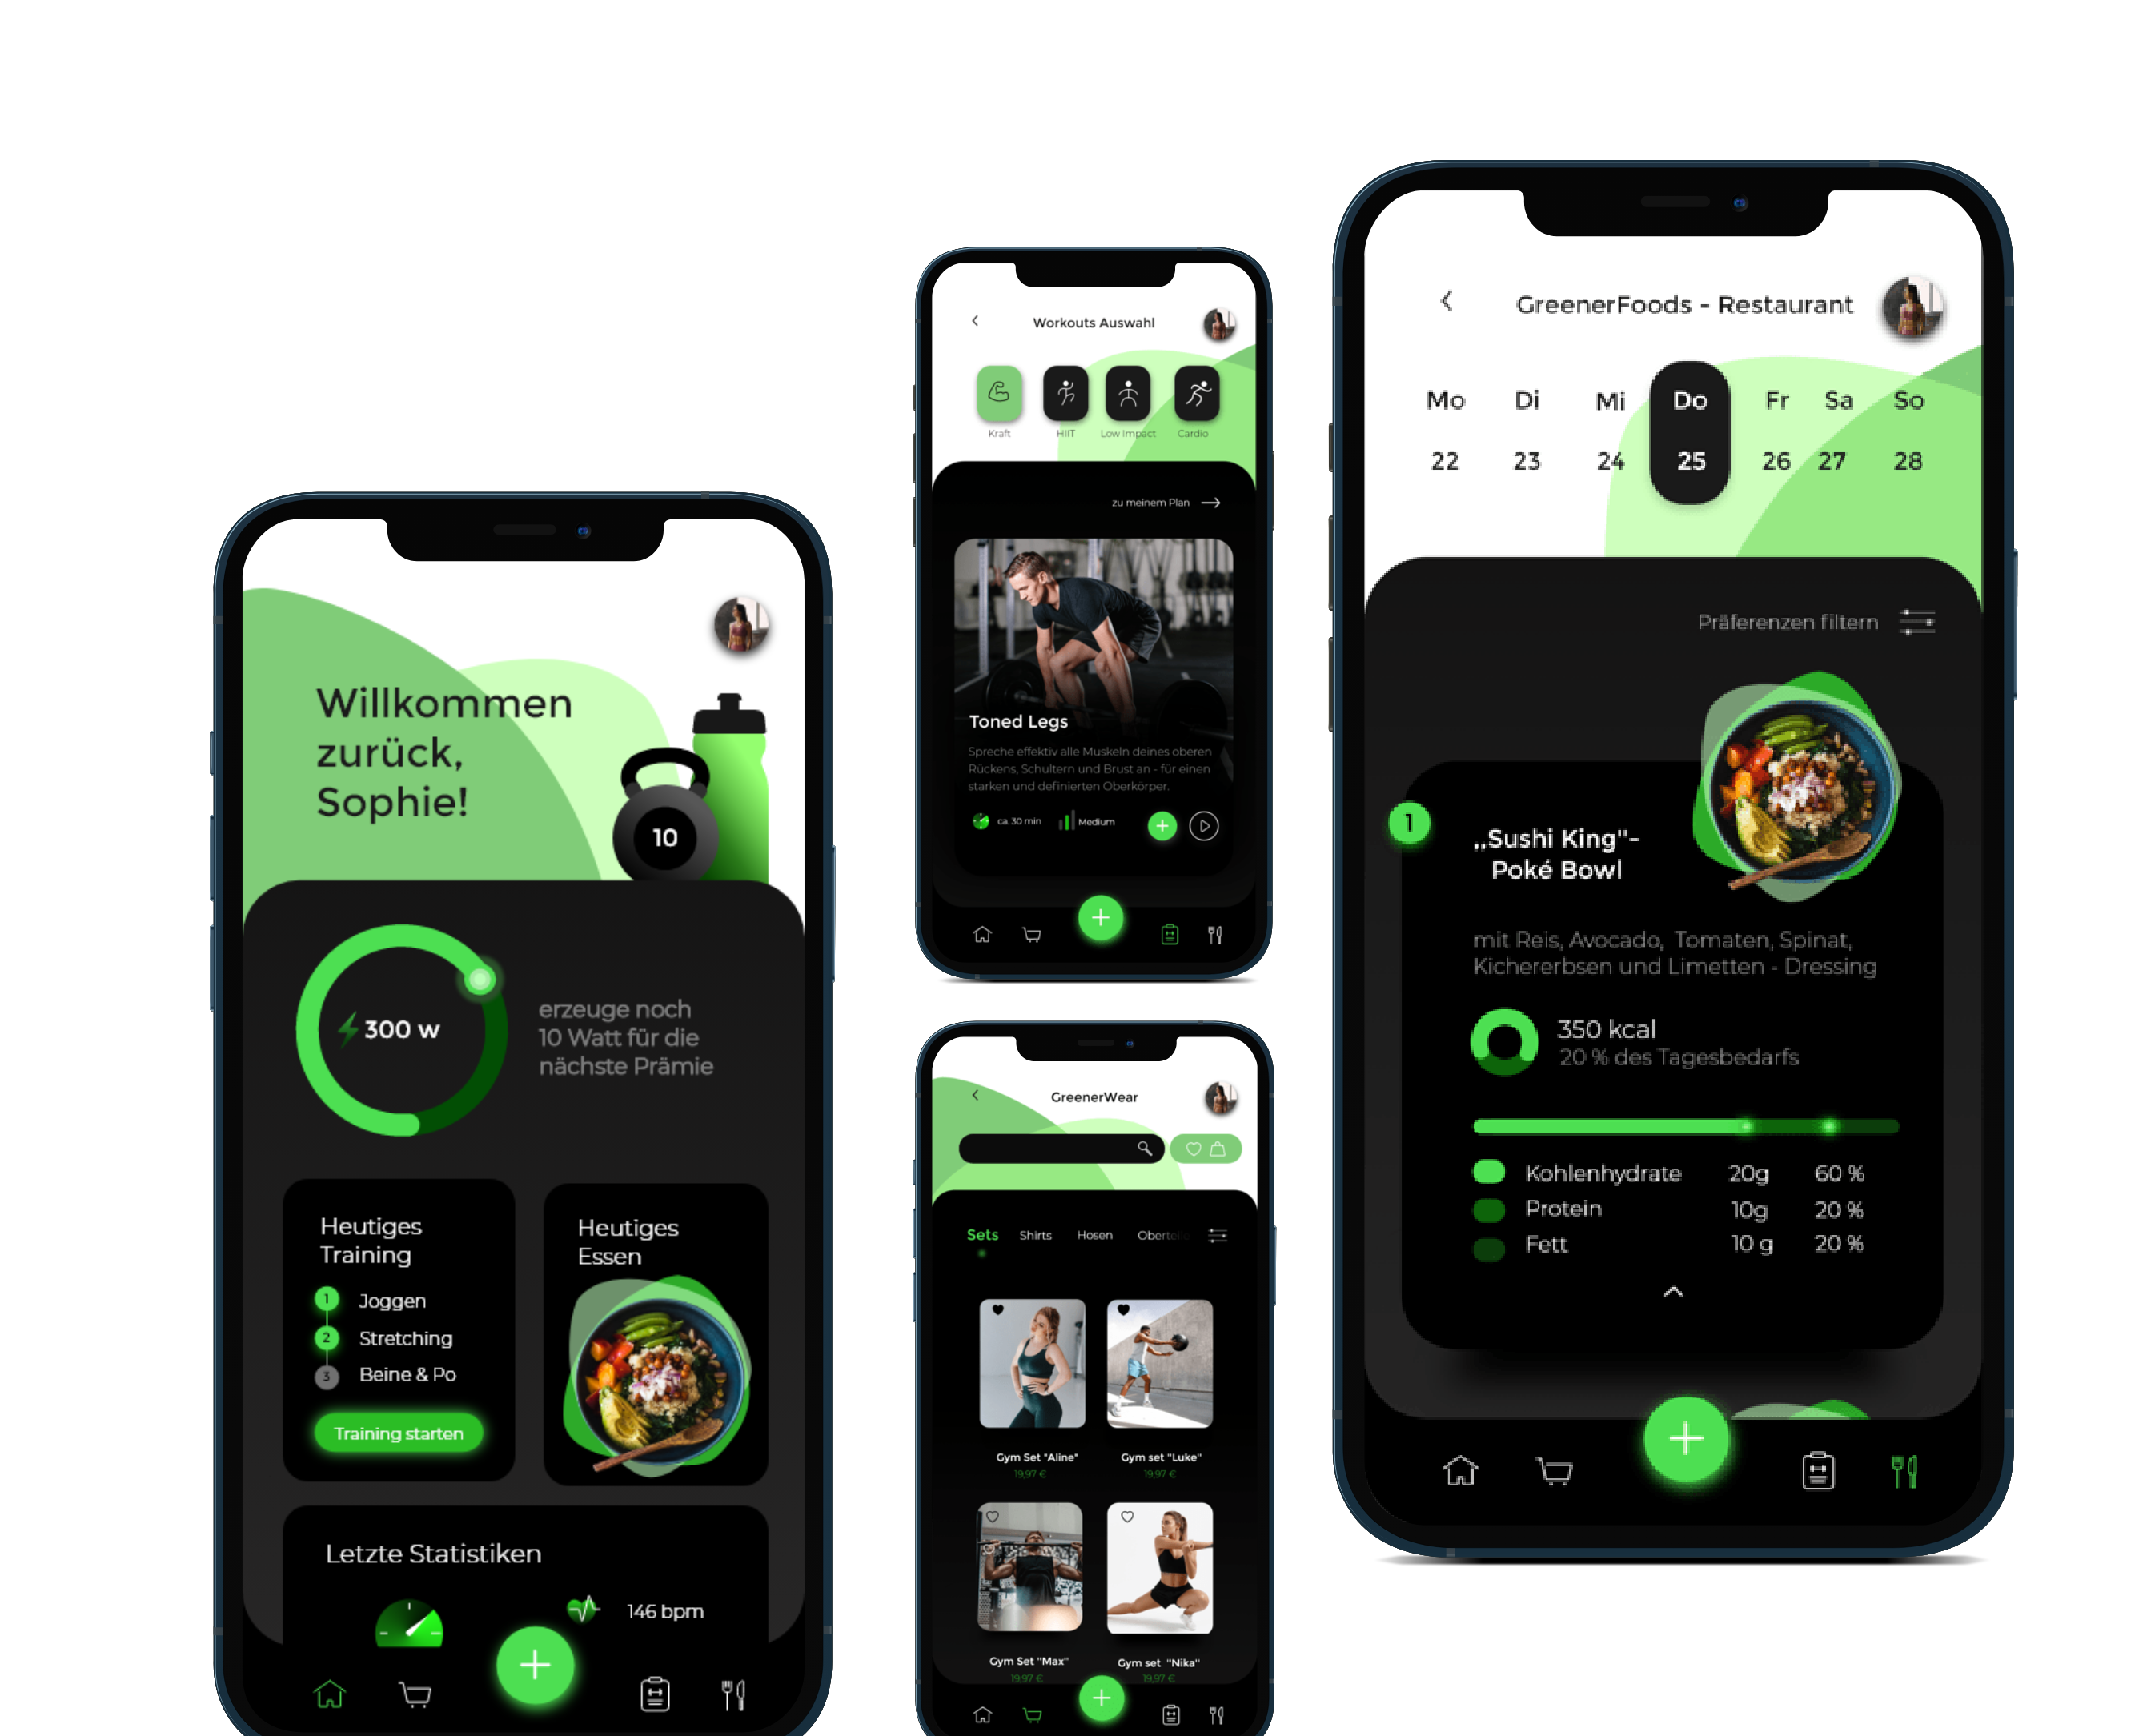 Willkommen
zurück,
Sophie!
10
300 w
erzeuge noch
10 Watt für die
nächste Prämie
Heutiges
Training
1 Joggen
2 Stretching
3 Beine & Po
Training starten
Heutiges
Essen
Letzte Statistiken
146 bpm
Workouts Auswahl
Kraft HIIT Low Impact Cardio
zu meinem Plan
Toned Legs
Spreche effektiv alle Muskeln deines oberen
Rückens, Schultern und Brust an - für einen
starken und definierten Oberkörper.
ca. 30 min Medium
GreenerWear
Sets Shirts Hosen Oberteile
Gym Set "Aline" Gym set "Luke"
19,97 € 19,97 €
Gym Set "Max" Gym set "Nika"
19,97 € 19,97 €
GreenerFoods - Restaurant
Mo Di Mi Do Fr Sa So
22 23 24 25 26 27 28
Präferenzen filtern
1
,,Sushi King"-
Poké Bowl
mit Reis, Avocado, Tomaten, Spinat,
Kichererbsen und Limetten - Dressing
350 kcal
20 % des Tagesbedarfs
Kohlenhydrate 20g 60 %
Protein 10g 20 %
Fett 10 g 20 %